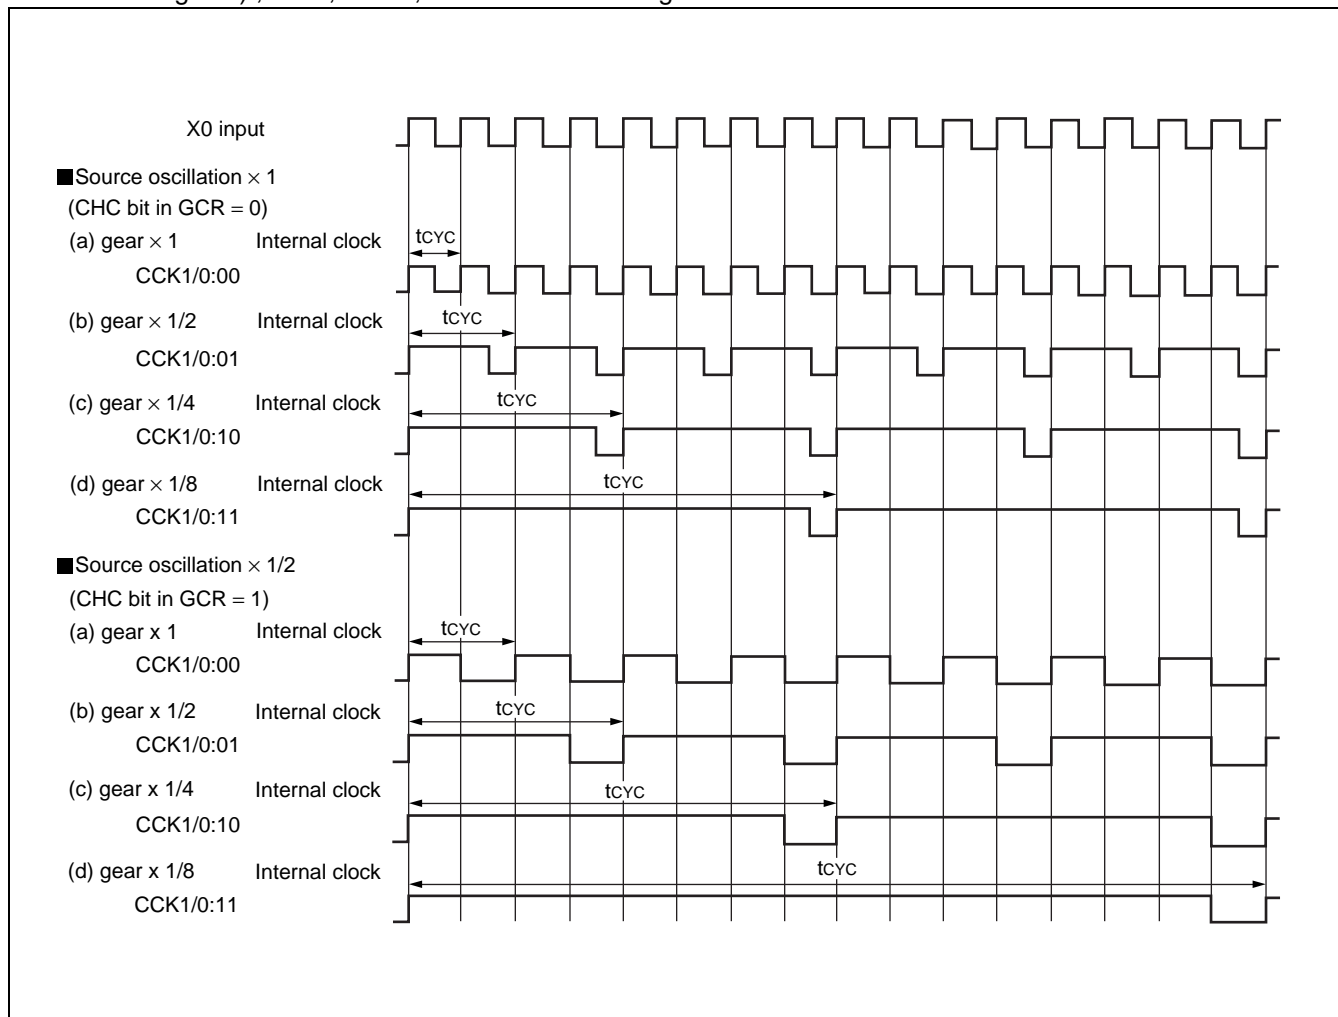 X0 input
■Source oscillation × 1
(CHC bit in GCR = 0)
(a) gear × 1 Internal clock tCYC
CCK1/0:00
(b) gear × 1/2 Internal clock tCYC
CCK1/0:01
(c) gear × 1/4 Internal clock tCYC
CCK1/0:10
(d) gear × 1/8 Internal clock tCYC
CCK1/0:11
■Source oscillation × 1/2
(CHC bit in GCR = 1)
(a) gear x 1 Internal clock tCYC
CCK1/0:00
(b) gear x 1/2 Internal clock tCYC
CCK1/0:01
(c) gear x 1/4 Internal clock tCYC
CCK1/0:10
(d) gear x 1/8 Internal clock tCYC
CCK1/0:11